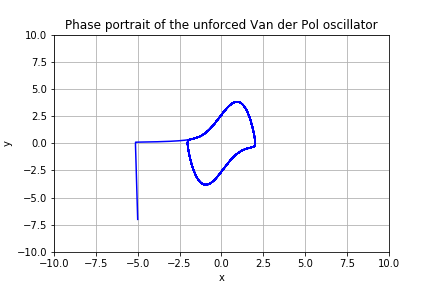 Phase portrait of the unforced Van der Pol oscillator
10.0
7.5
5.0
2.5
0.0
−2.5
−5.0
−7.5
−10.0
y
−10.0 −7.5 −5.0 −2.5 0.0 2.5 5.0 7.5 10.0
x